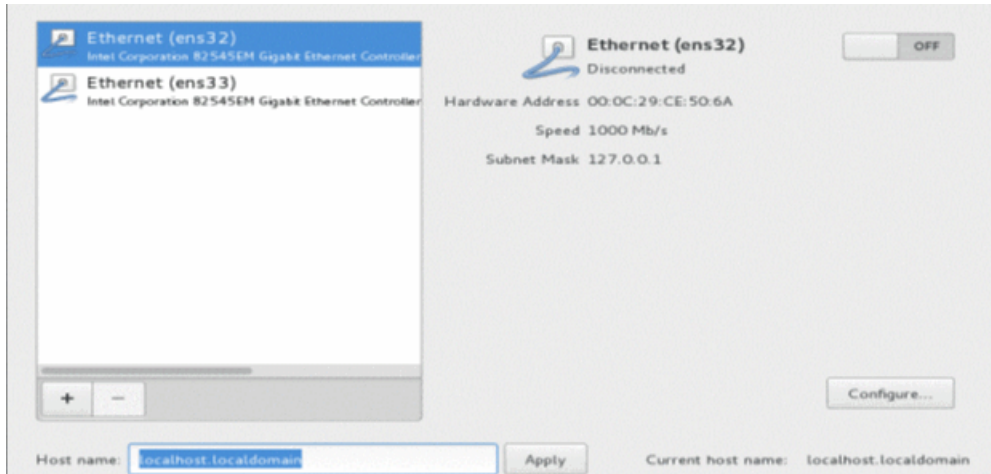 Ethernet (ens32)
Intel Corporation 82545EM Gigabit Ethernet Controller
Ethernet (ens33)
Intel Corporation 82545EM Gigabit Ethernet Controller
+ −
Ethernet (ens32)
Disconnected
OFF
Hardware Address 00:0C:29:CE:50:6A
Speed 1000 Mb/s
Subnet Mask 127.0.0.1
Configure...
Host name: localhost.localdomain Apply Current host name: localhost.localdomain